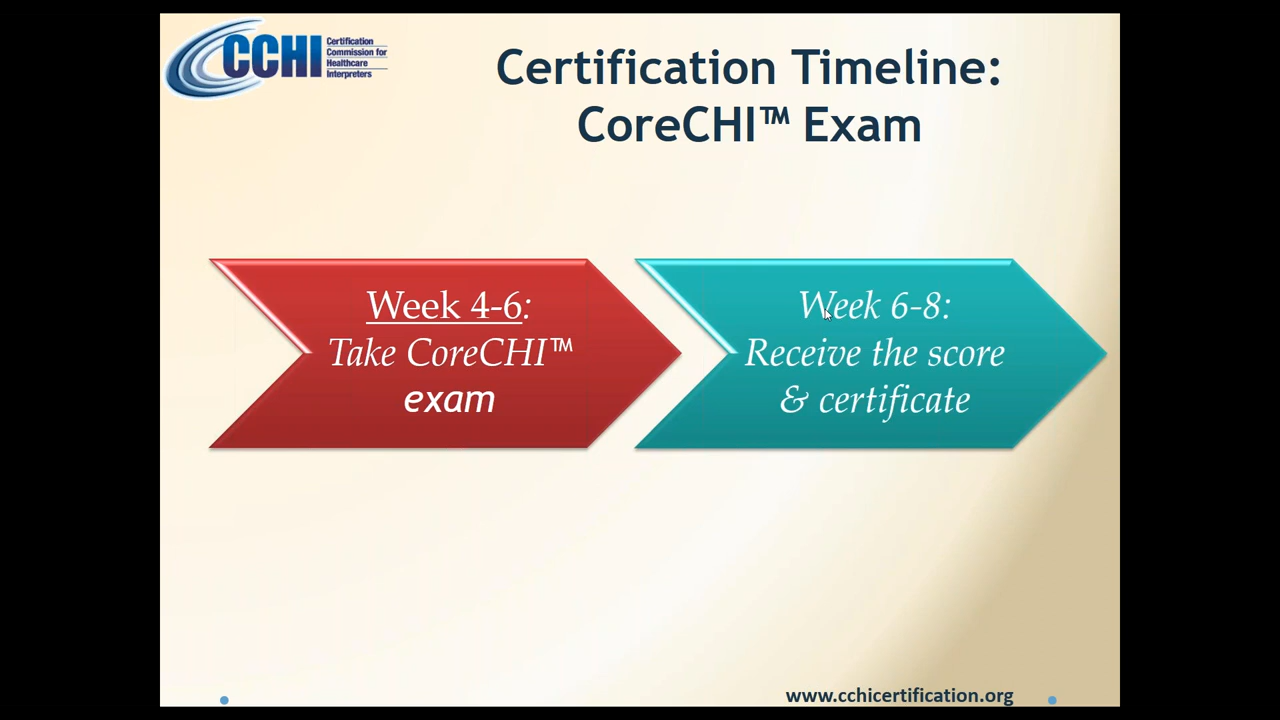 CCHI
Certification
Commission for
Healthcare
Interpreters
Certification Timeline:
CoreCHI™ Exam
Week 4-6:
Take CoreCHI™
exam
Week 6-8:
Receive the score
& certificate
www.cchicertification.org